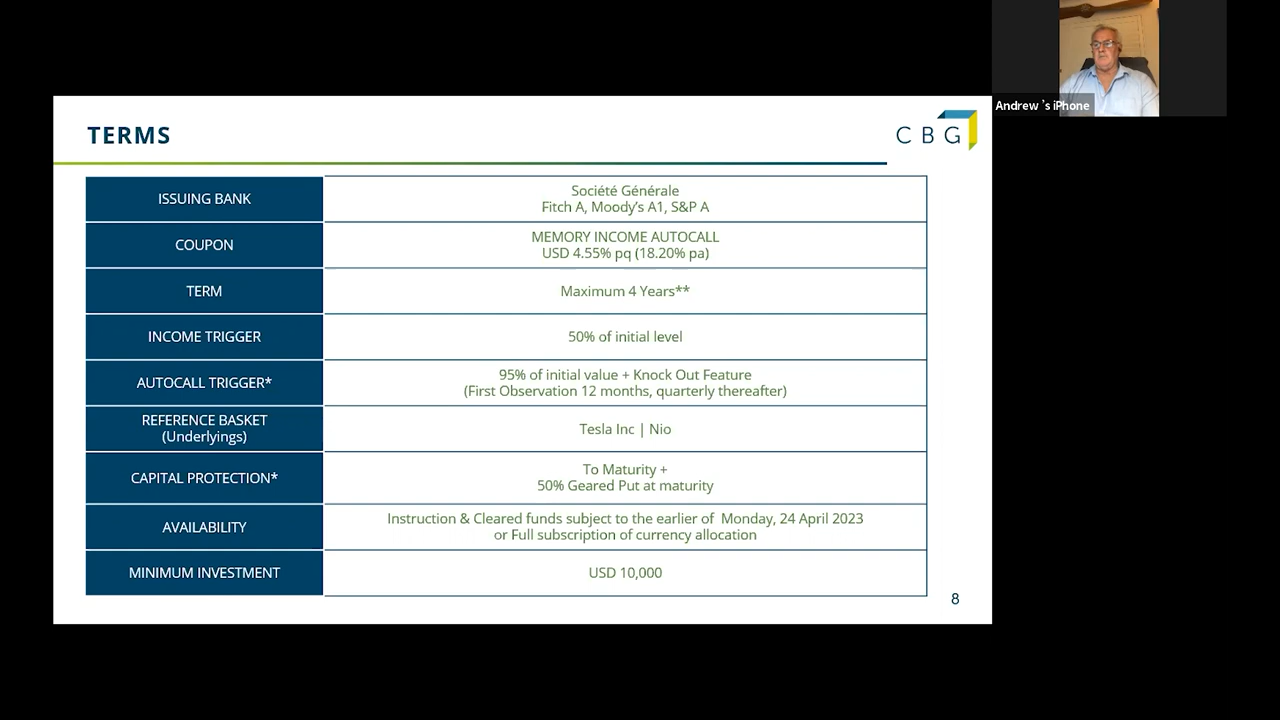 Andrew 's iPhone
TERMS
CBG
ISSUING BANK
Société Générale
Fitch A, Moody's A1, S&P A
COUPON
MEMORY INCOME AUTOCALL
USD 4.55% pq (18.20% pa)
TERM
Maximum 4 Years**
INCOME TRIGGER
50% of initial level
AUTOCALL TRIGGER*
95% of initial value + Knock Out Feature
(First Observation 12 months, quarterly thereafter)
REFERENCE BASKET
(Underlyings)
Tesla Inc | Nio
CAPITAL PROTECTION*
To Maturity +
50% Geared Put at maturity
AVAILABILITY
Instruction & Cleared funds subject to the earlier of Monday, 24 April 2023
or Full subscription of currency allocation
MINIMUM INVESTMENT
USD 10,000
8